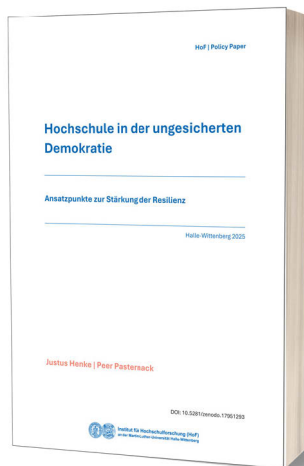 HoF | Policy Paper
Hochschule in der ungesicherten
Demokratie
Ansatzpunkte zur Stärkung der Resilienz
Halle-Wittenberg 2025
Justus Henke | Peer Pasternack
DOI: 10.5281/zenodo.17951293
Institut für Hochschulforschung (HoF)
an der Martin-Luther-Universität Halle-Wittenberg